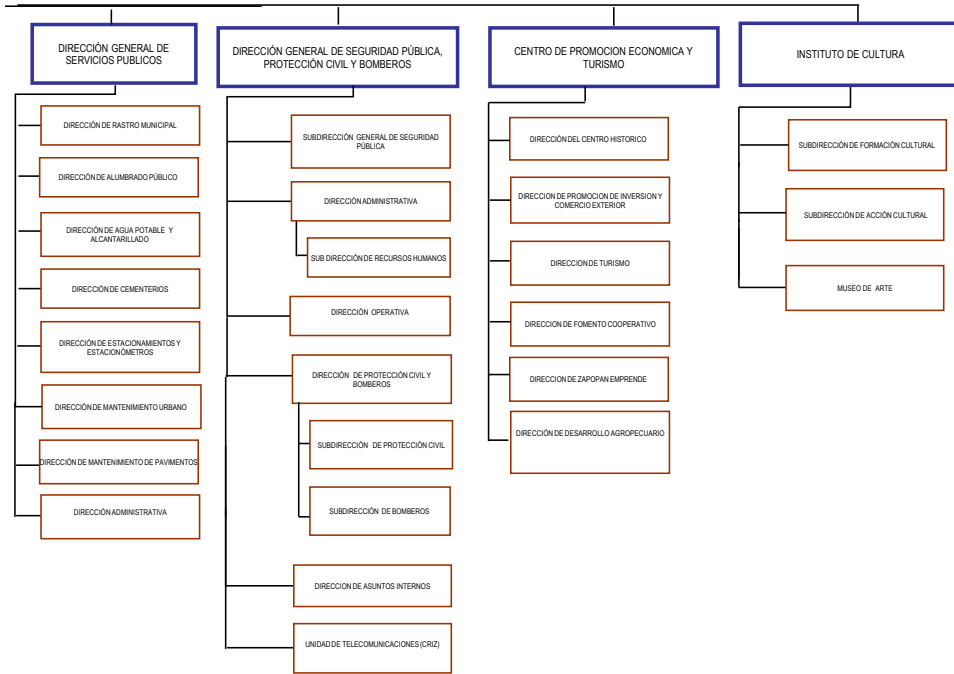 DIRECCIÓN GENERAL DE
SERVICIOS PUBLICOS
DIRECCIÓN DE RASTRO MUNICIPAL
DIRECCIÓN DE ALUMBRADO PÚBLICO
DIRECCIÓN DE AGUA POTABLE Y
ALCANTARILLADO
DIRECCIÓN DE CEMENTERIOS
DIRECCIÓN DE ESTACIONAMIENTOS Y
ESTACIONÓMETROS
DIRECCIÓN DE MANTENIMIENTO URBANO
DIRECCIÓN DE MANTENIMIENTO DE PAVIMENTOS
DIRECCIÓN ADMINISTRATIVA
DIRECCIÓN GENERAL DE SEGURIDAD PÚBLICA,
PROTECCIÓN CIVIL Y BOMBEROS
SUBDIRECCIÓN GENERAL DE SEGURIDAD
PÚBLICA
DIRECCIÓN ADMINISTRATIVA
SUB DIRECCIÓN DE RECURSOS HUMANOS
DIRECCIÓN OPERATIVA
DIRECCIÓN DE PROTECCIÓN CIVIL Y
BOMBEROS
SUBDIRECCIÓN DE PROTECCIÓN CIVIL
SUBDIRECCIÓN DE BOMBEROS
DIRECCION DE ASUNTOS INTERNOS
UNIDAD DE TELECOMUNICACIONES (CRIZ)
CENTRO DE PROMOCION ECONOMICA Y
TURISMO
DIRECCIÓN DEL CENTRO HISTORICO
DIRECCION DE PROMOCION DE INVERSION Y
COMERCIO EXTERIOR
DIRECCION DE TURISMO
DIRECCION DE FOMENTO COOPERATIVO
DIRECCION DE ZAPOPAN EMPRENDE
DIRECCIÓN DE DESARROLLO AGROPECUARIO
INSTITUTO DE CULTURA
SUBDIRECCIÓN DE FORMACIÓN CULTURAL
SUBDIRECCIÓN DE ACCIÓN CULTURAL
MUSEO DE ARTE